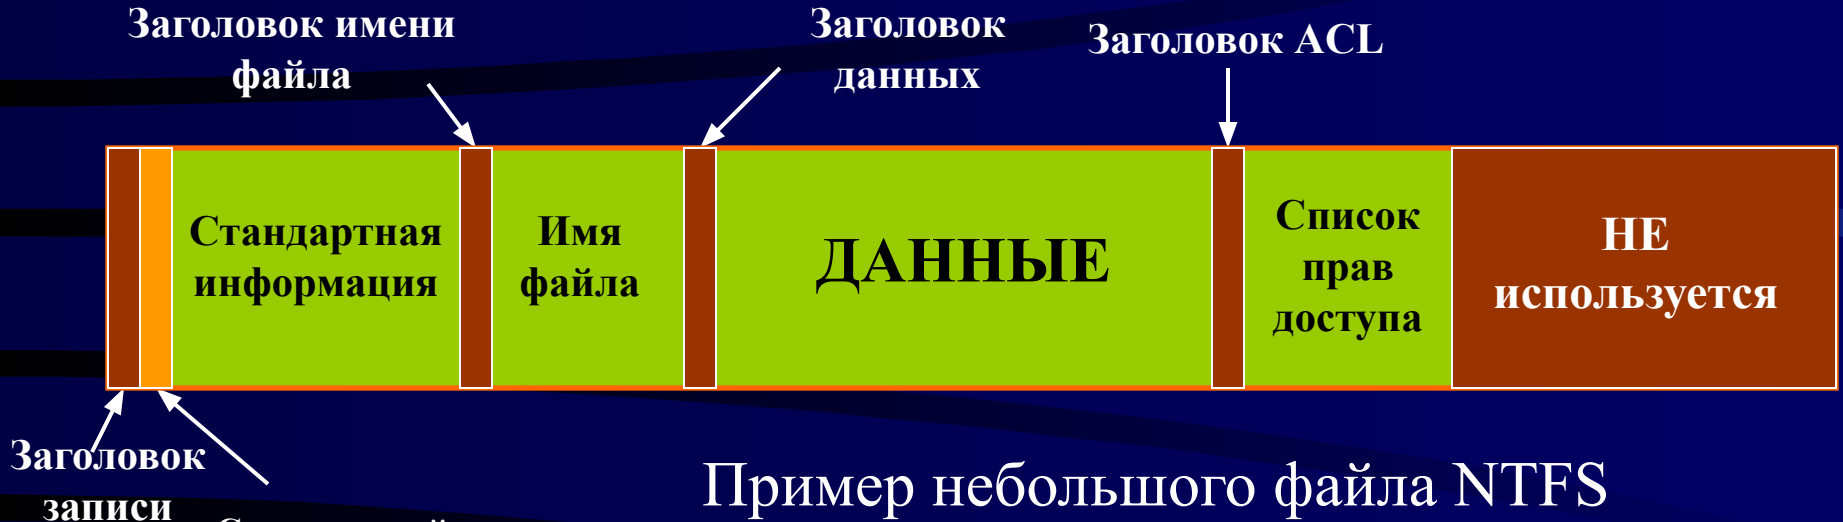 Заголовок имени
файла
Заголовок
данных
Заголовок ACL
Стандартная
информация
Имя
файла
ДАННЫЕ
Список
прав
доступа
НЕ
используется
Заголовок
записи
Пример небольшого файла NTFS